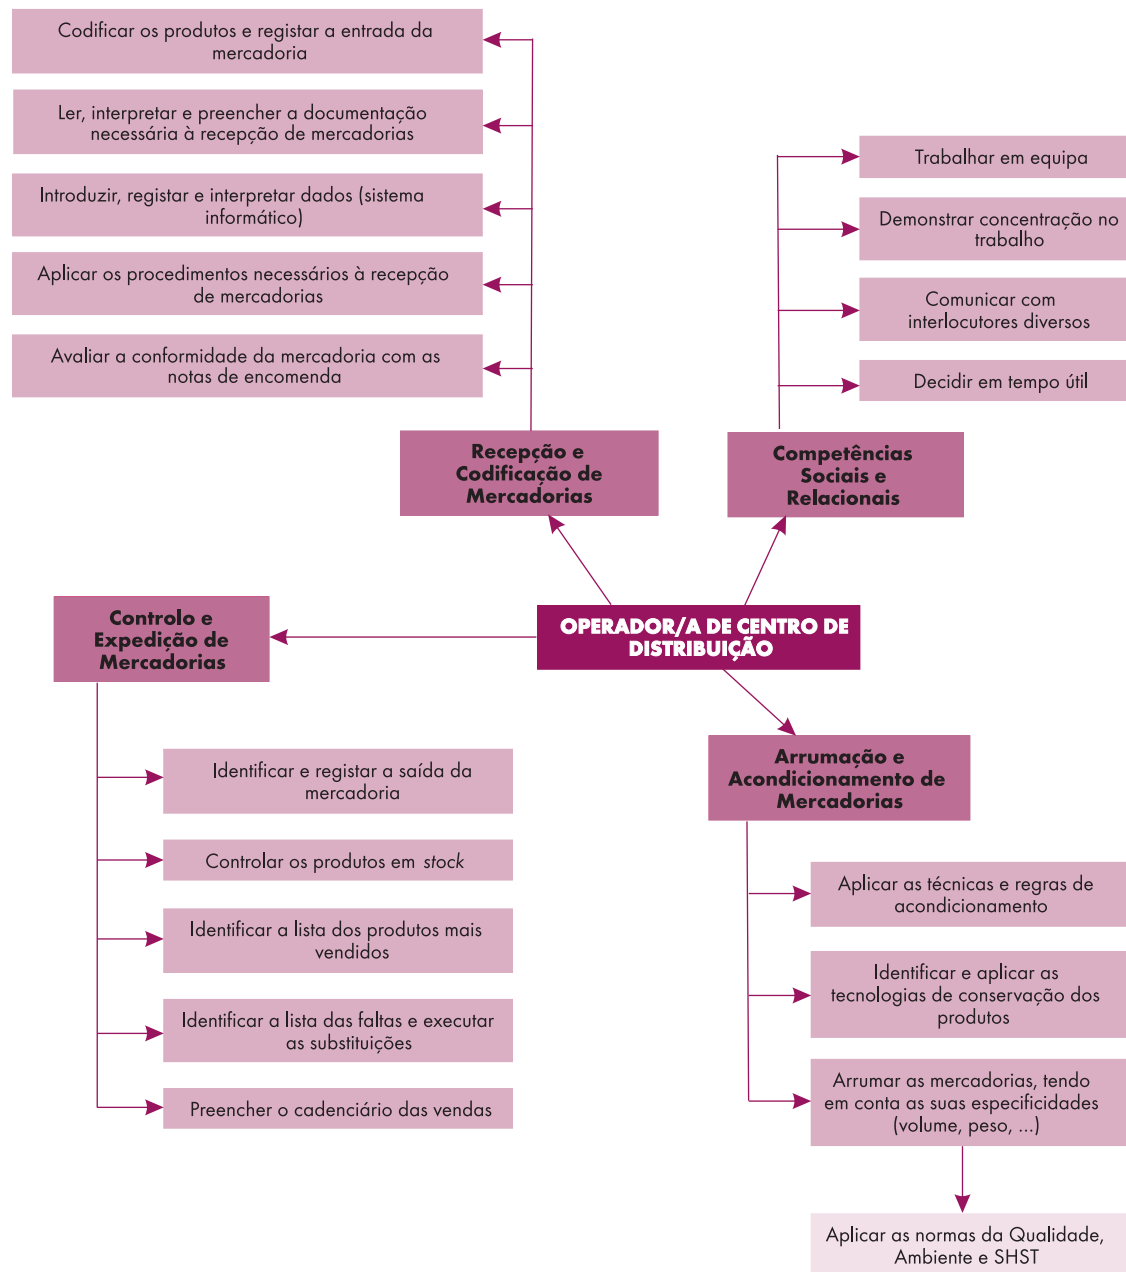 Codificar os produtos e registar a entrada da
mercadoria
Ler, interpretar e preencher a documentação
necessária à recepção de mercadorias
Introduzir, registar e interpretar dados (sistema
informático)
Aplicar os procedimentos necessários à recepção
de mercadorias
Avaliar a conformidade da mercadoria com as
notas de encomenda
Recepção e
Codificação de
Mercadorias
Trabalhar em equipa
Demonstrar concentração no
trabalho
Comunicar com
interlocutores diversos
Decidir em tempo útil
Competências
Sociais e
Relacionais
OPERADOR/A DE CENTRO DE
DISTRIBUIÇÃO
Controlo e
Expedição de
Mercadorias
Identificar e registar a saída da
mercadoria
Controlar os produtos em stock
Identificar a lista dos produtos mais
vendidos
Identificar a lista das faltas e executar
as substituições
Preencher o cadenciário das vendas
Arrumação e
Acondicionamento de
Mercadorias
Aplicar as técnicas e regras de
acondicionamento
Identificar e aplicar as
tecnologias de conservação dos
produtos
Arrumar as mercadorias, tendo
em conta as suas especificidades
(volume, peso, ...)
Aplicar as normas da Qualidade,
Ambiente e SHST